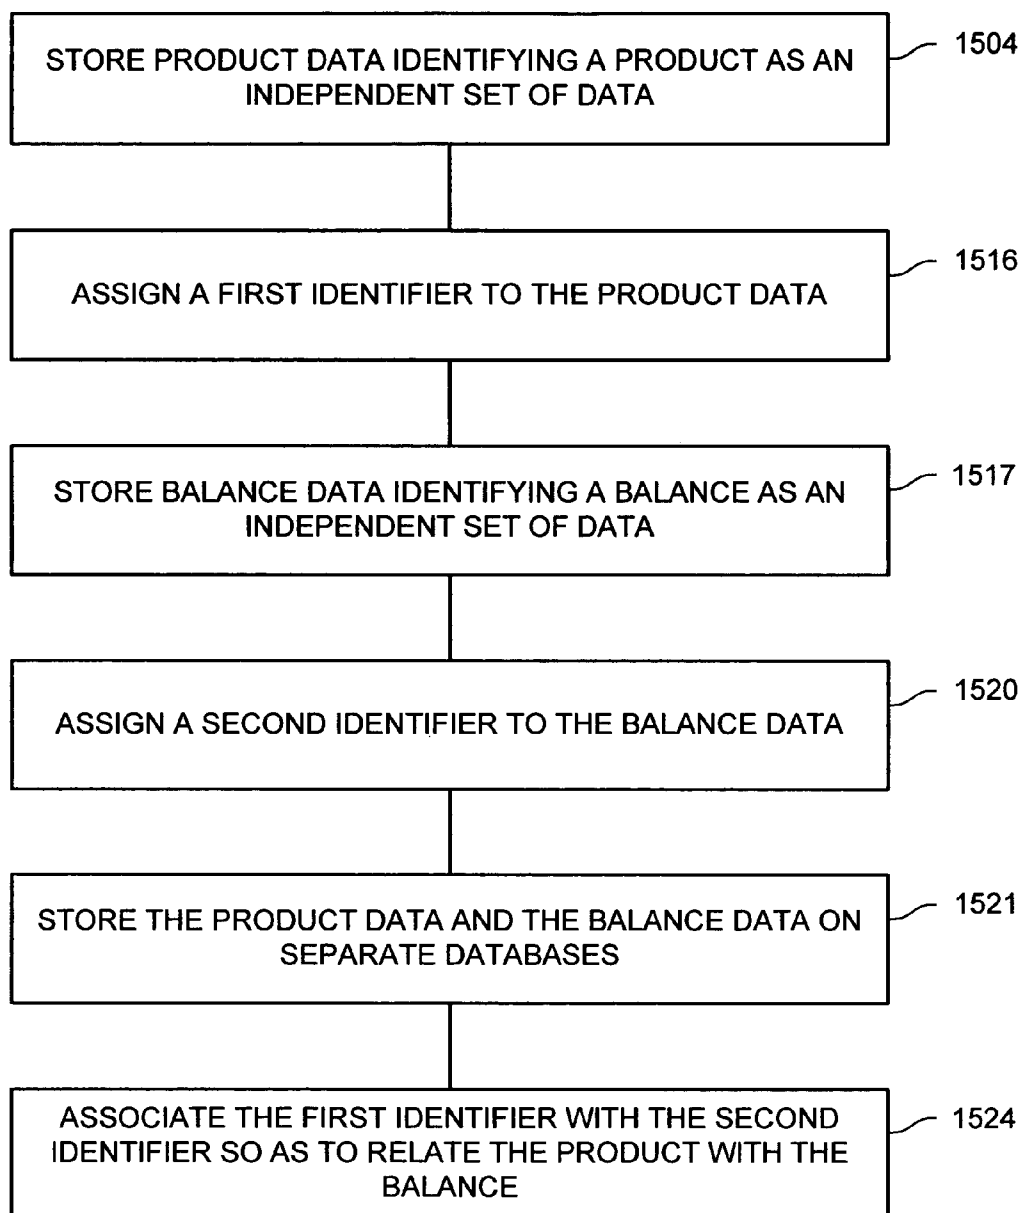 STORE PRODUCT DATA IDENTIFYING A PRODUCT AS AN
INDEPENDENT SET OF DATA
1504
ASSIGN A FIRST IDENTIFIER TO THE PRODUCT DATA
1516
STORE BALANCE DATA IDENTIFYING A BALANCE AS AN
INDEPENDENT SET OF DATA
1517
ASSIGN A SECOND IDENTIFIER TO THE BALANCE DATA
1520
STORE THE PRODUCT DATA AND THE BALANCE DATA ON
SEPARATE DATABASES
1521
ASSOCIATE THE FIRST IDENTIFIER WITH THE SECOND
IDENTIFIER SO AS TO RELATE THE PRODUCT WITH THE
BALANCE
1524